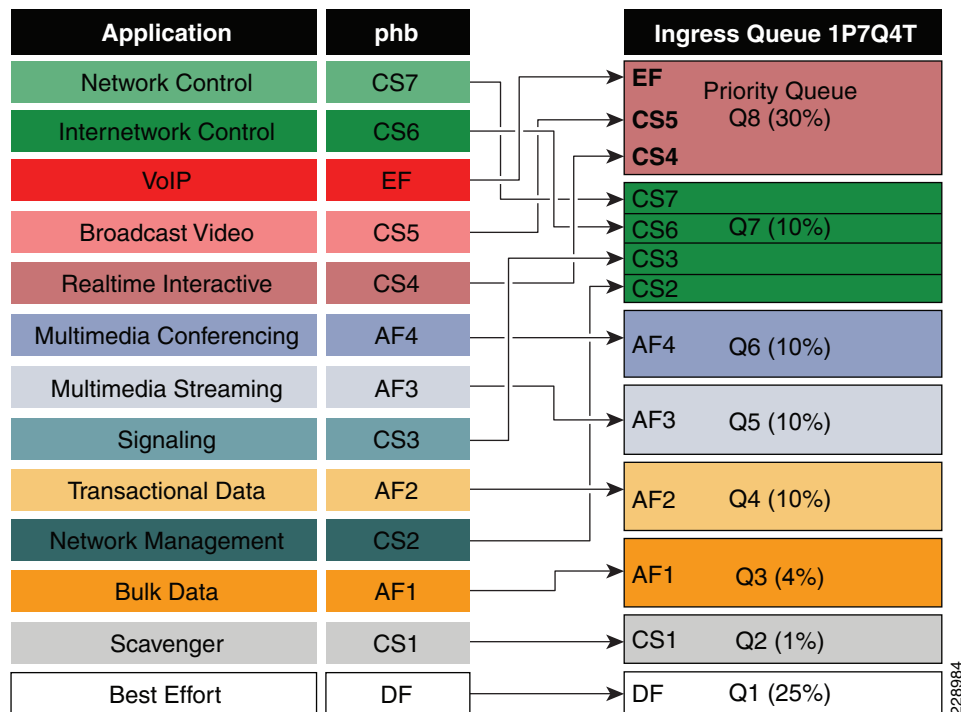 Application phb Ingress Queue 1P7Q4T
Network Control CS7
Internetwork Control CS6
VoIP EF
Broadcast Video CS5
Realtime Interactive CS4
Multimedia Conferencing AF4
Multimedia Streaming AF3
Signaling CS3
Transactional Data AF2
Network Management CS2
Bulk Data AF1
Scavenger CS1
Best Effort DF
EF
Priority Queue
CS5 Q8 (30%)
CS4
CS7
CS6 Q7 (10%)
CS3
CS2
AF4 Q6 (10%)
AF3 Q5 (10%)
AF2 Q4 (10%)
AF1 Q3 (4%)
CS1 Q2 (1%)
DF Q1 (25%)
228984